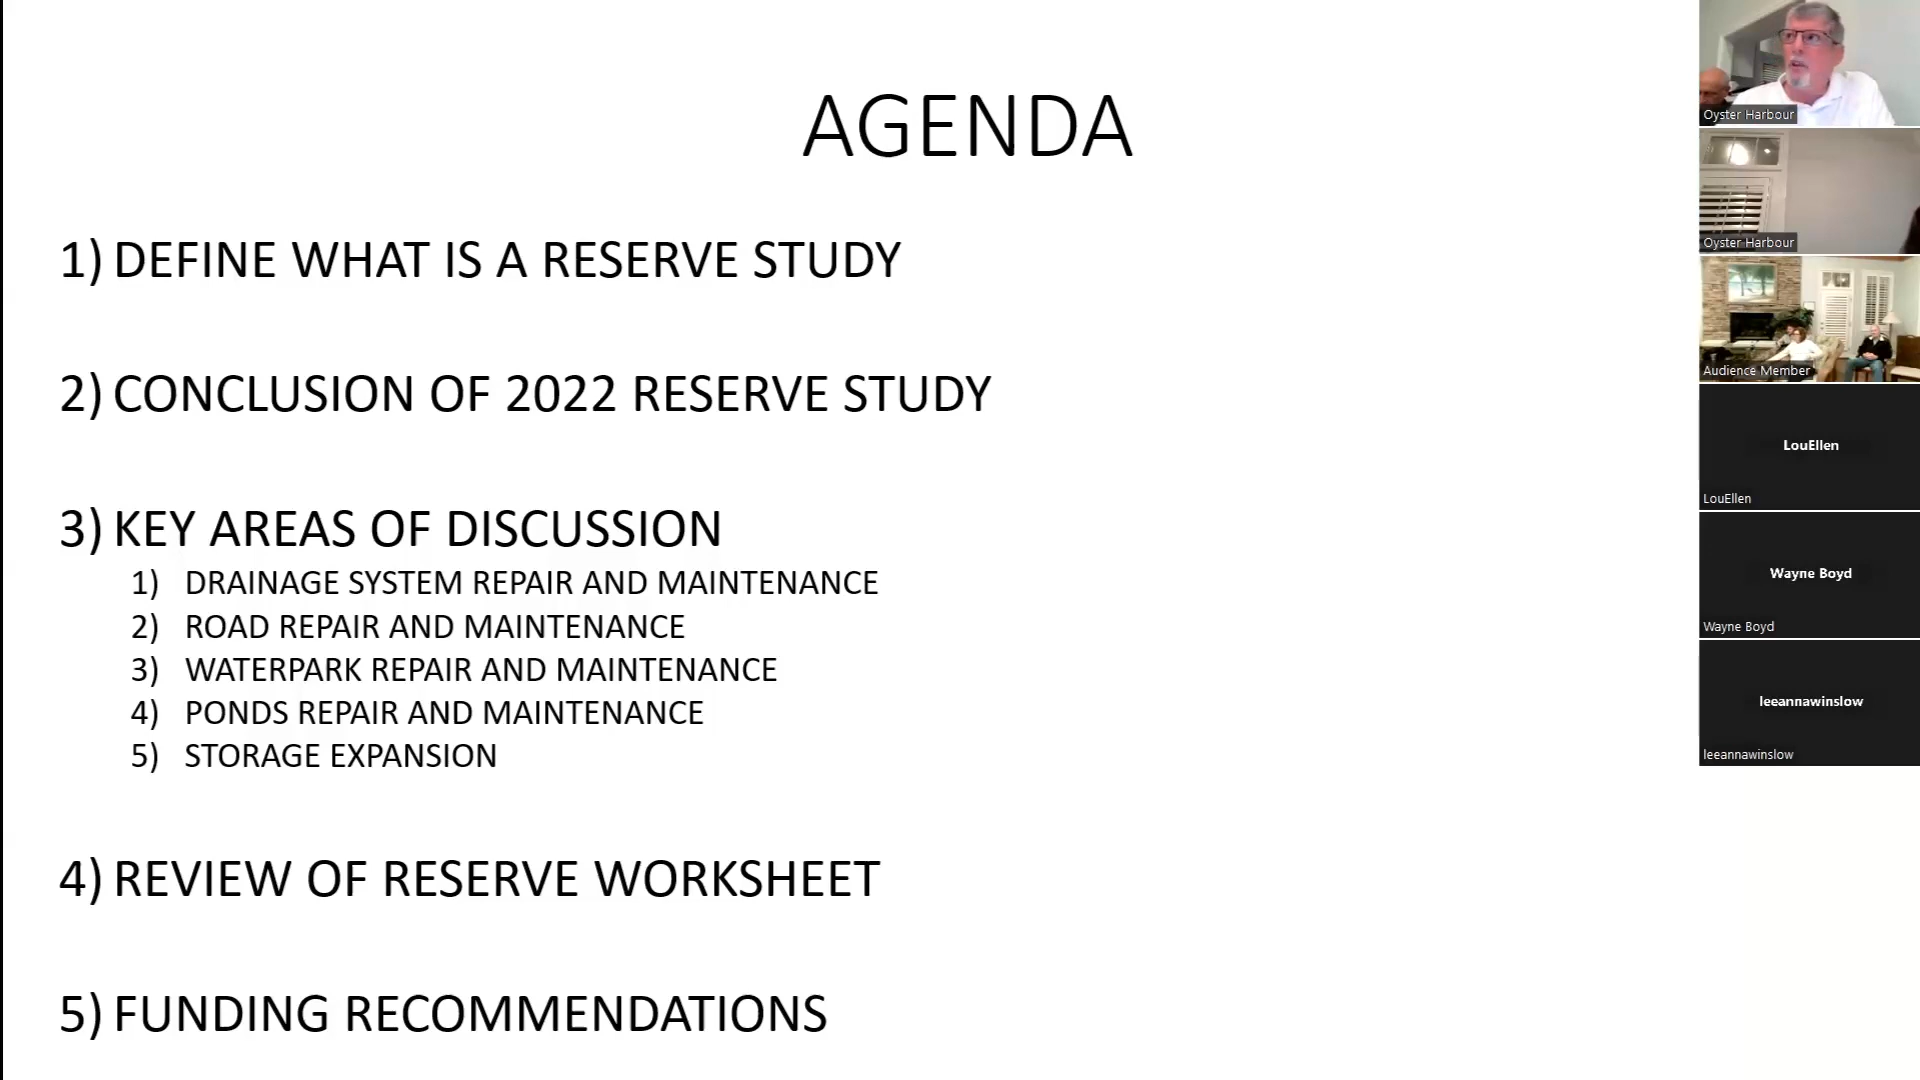 AGENDA
1) DEFINE WHAT IS A RESERVE STUDY
2) CONCLUSION OF 2022 RESERVE STUDY
3) KEY AREAS OF DISCUSSION
1) DRAINAGE SYSTEM REPAIR AND MAINTENANCE
2) ROAD REPAIR AND MAINTENANCE
3) WATERPARK REPAIR AND MAINTENANCE
4) PONDS REPAIR AND MAINTENANCE
5) STORAGE EXPANSION
4) REVIEW OF RESERVE WORKSHEET
5) FUNDING RECOMMENDATIONS
Oyster Harbour
Oyster Harbour
Audience Member
LouEllen
LouEllen
Wayne Boyd
Wayne Boyd
leeannawinslow
leeannawinslow